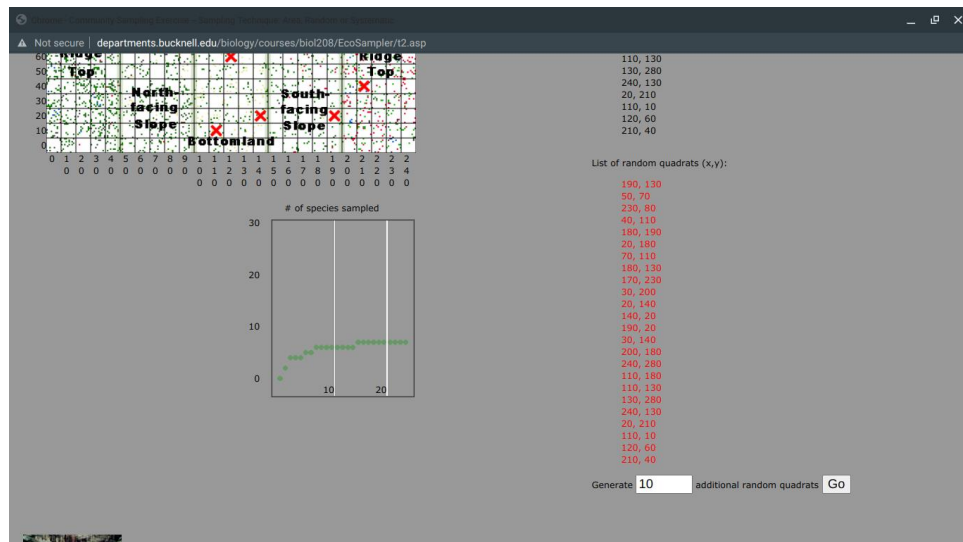 Not secure | departments.bucknell.edu/biology/courses/biol208/EcoSampler/t2.asp
60
50
40
30
20
10
0
Ridge
Top
North-
facing
Slope
Bottomland
South-
facing
Slope
Ridge
Top
0 1 2 3 4 5 6 7 8 9 1 1 1 1 1 1 1 1 1 1 2 2 2 2 2
0 0 0 0 0 0 0 0 0 0 1 2 3 4 5 6 7 8 9 0 1 2 3 4
0 0 0 0 0 0 0 0 0 0 0 0 0 0 0
# of species sampled
30
20
10
0
10 20
110, 130
130, 280
240, 130
20, 210
110, 10
120, 60
210, 40
List of random quadrats (x,y):
190, 130
50, 70
230, 80
40, 110
180, 190
20, 180
70, 110
180, 130
170, 230
30, 200
20, 140
140, 20
190, 20
30, 140
200, 180
240, 280
110, 180
110, 130
130, 280
240, 130
20, 210
110, 10
120, 60
210, 40
Generate 10 additional random quadrats Go